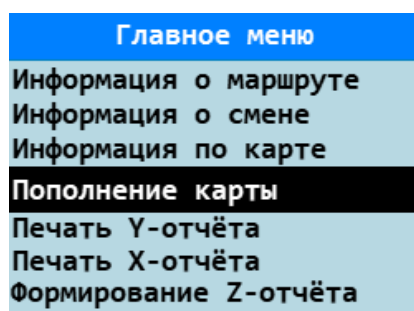 Главное меню
Информация о маршруте
Информация о смене
Информация по карте
Пополнение карты
Печать Y-отчёта
Печать X-отчёта
Формирование Z-отчёта